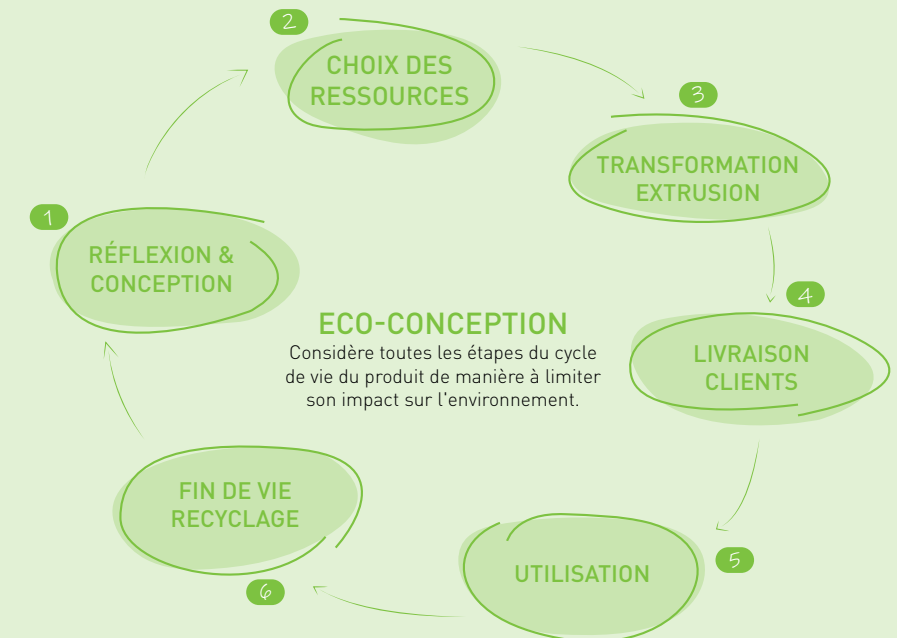 1
RÉFLEXION &
CONCEPTION
2
CHOIX DES
RESSOURCES
3
TRANSFORMATION
EXTRUSION
4
LIVRAISON
CLIENTS
5
UTILISATION
6
FIN DE VIE
RECYCLAGE
ECO-CONCEPTION
Considère toutes les étapes du cycle
de vie du produit de manière à limiter
son impact sur l'environnement.